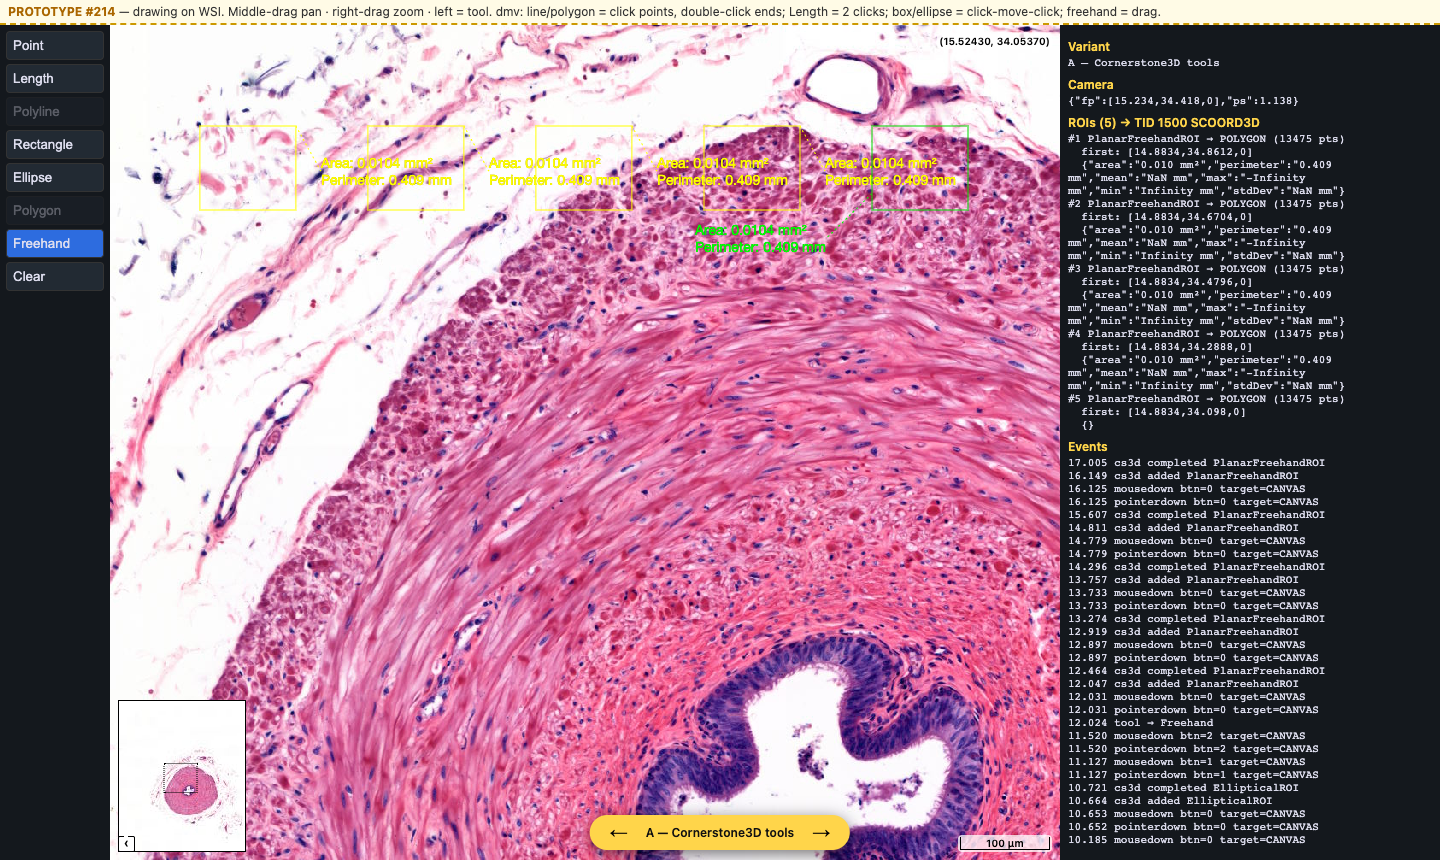 PROTOTYPE #214 — drawing on WSI. Middle-drag pan · right-drag zoom · left = tool. dmv: line/polygon = click points, double-click ends; Length = 2 clicks; box/ellipse = click-move-click; freehand = drag.
Point
Length
Polyline
Rectangle
Ellipse
Polygon
Freehand
Clear
(15.52430, 34.05370)
Area: 0.0104 mm²
Perimeter: 0.409 mm
Area: 0.0104 mm²
Perimeter: 0.409 mm
Area: 0.0104 mm²
Perimeter: 0.409 mm
Area: 0.0104 mm²
Perimeter: 0.409 mm
Area: 0.0104 mm²
Perimeter: 0.409 mm
← A — Cornerstone3D tools →
100 µm
Variant
A — Cornerstone3D tools
Camera
{"fp":[15.234,34.418,0],"ps":1.138}
ROIs (5) → TID 1500 SCOORD3D
#1 PlanarFreehandROI → POLYGON (13475 pts)
first: [14.8834,34.8612,0]
{"area":"0.010 mm²","perimeter":"0.409
mm","mean":"NaN mm","max":"-Infinity
mm","min":"Infinity mm","stdDev":"NaN mm"}
#2 PlanarFreehandROI → POLYGON (13475 pts)
first: [14.8834,34.6704,0]
{"area":"0.010 mm²","perimeter":"0.409
mm","mean":"NaN mm","max":"-Infinity
mm","min":"Infinity mm","stdDev":"NaN mm"}
#3 PlanarFreehandROI → POLYGON (13475 pts)
first: [14.8834,34.4796,0]
{"area":"0.010 mm²","perimeter":"0.409
mm","mean":"NaN mm","max":"-Infinity
mm","min":"Infinity mm","stdDev":"NaN mm"}
#4 PlanarFreehandROI → POLYGON (13475 pts)
first: [14.8834,34.2888,0]
{"area":"0.010 mm²","perimeter":"0.409
mm","mean":"NaN mm","max":"-Infinity
mm","min":"Infinity mm","stdDev":"NaN mm"}
#5 PlanarFreehandROI → POLYGON (13475 pts)
first: [14.8834,34.098,0]
{}
Events
17.005 cs3d completed PlanarFreehandROI
16.149 cs3d added PlanarFreehandROI
16.125 mousedown btn=0 target=CANVAS
16.125 pointerdown btn=0 target=CANVAS
15.607 cs3d completed PlanarFreehandROI
14.811 cs3d added PlanarFreehandROI
14.779 mousedown btn=0 target=CANVAS
14.779 pointerdown btn=0 target=CANVAS
14.296 cs3d completed PlanarFreehandROI
13.757 cs3d added PlanarFreehandROI
13.733 mousedown btn=0 target=CANVAS
13.733 pointerdown btn=0 target=CANVAS
13.274 cs3d completed PlanarFreehandROI
12.919 cs3d added PlanarFreehandROI
12.897 mousedown btn=0 target=CANVAS
12.897 pointerdown btn=0 target=CANVAS
12.464 cs3d completed PlanarFreehandROI
12.047 cs3d added PlanarFreehandROI
12.031 mousedown btn=0 target=CANVAS
12.031 pointerdown btn=0 target=CANVAS
12.024 tool → Freehand
11.520 mousedown btn=2 target=CANVAS
11.520 pointerdown btn=2 target=CANVAS
11.127 mousedown btn=1 target=CANVAS
11.127 pointerdown btn=1 target=CANVAS
10.721 cs3d completed EllipticalROI
10.664 cs3d added EllipticalROI
10.653 mousedown btn=0 target=CANVAS
10.652 pointerdown btn=0 target=CANVAS
10.185 mousedown btn=0 target=CANVAS